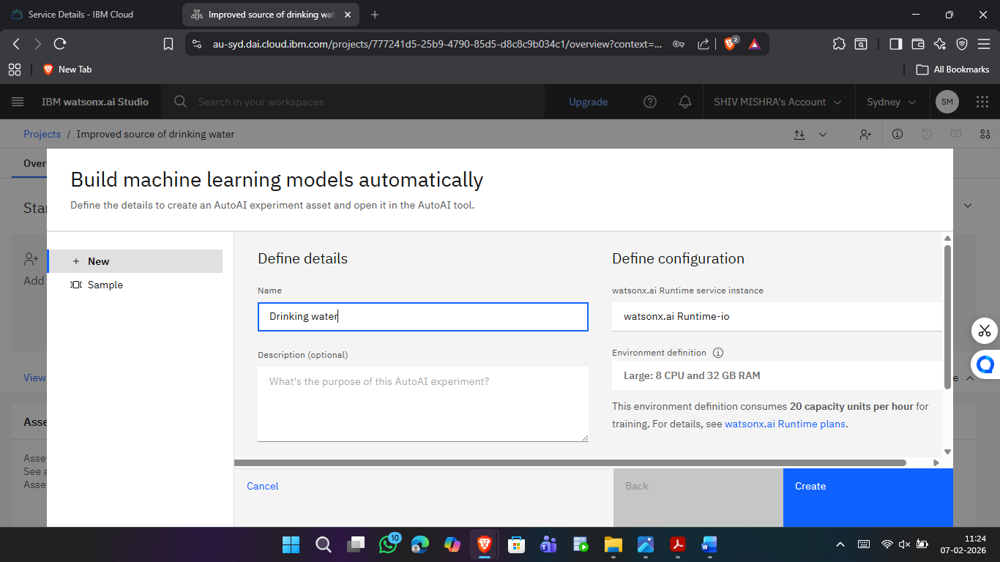 Service Details - IBM Cloud
Improved source of drinking wat
au-syd.dai.cloud.ibm.com/projects/777241d5-25b9-4790-85d5-d8c8c9b034c1/overview?context=...
2
New Tab
All Bookmarks
IBM watsonx.ai Studio
Search in your workspaces
Upgrade
SHIV MISHRA's Account
Sydney
SM
Projects / Improved source of drinking water
Over
Build machine learning models automatically
Define the details to create an AutoAI experiment asset and open it in the AutoAI tool.
Star
Add
View
e
Asse
Asse
See a
Asse
+ New
Sample
Define details
Name
Drinking water
Description (optional)
What's the purpose of this AutoAI experiment?
Define configuration
watsonx.ai Runtime service instance
watsonx.ai Runtime-io
Environment definition
Large: 8 CPU and 32 GB RAM
This environment definition consumes 20 capacity units per hour for
training. For details, see watsonx.ai Runtime plans.
Cancel
Back
Create
10
11:24
07-02-2026